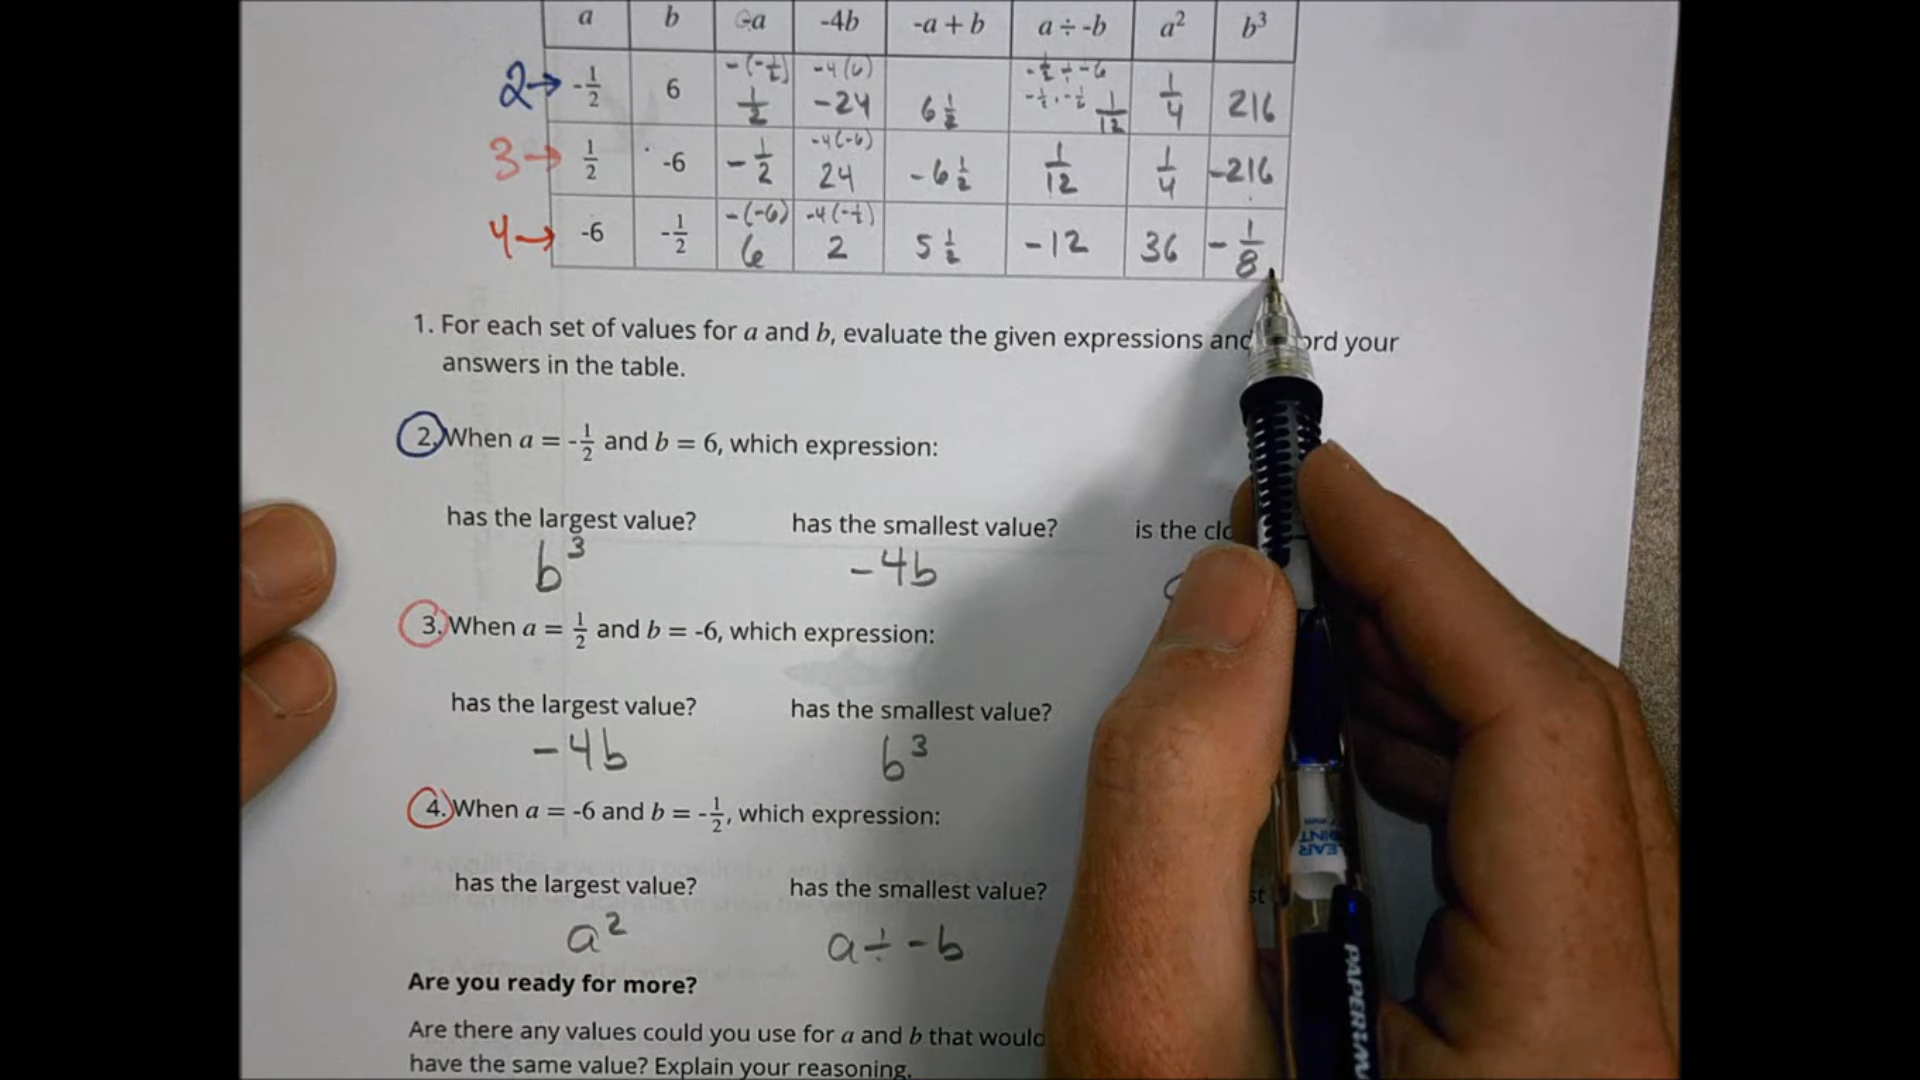 a b -a -4b -a + b a ÷ -b a² b³
-(-½) -4(6) -½ ÷ -6
2→ -1/2 6 1/2 -24 6 1/2 1/12 1/4 216
-4(-6)
3→ 1/2 -6 -1/2 24 -6 1/2 1/12 1/4 -216
-(-6) -4(-½)
4→ -6 -1/2 6 2 5 1/2 -12 36 -1/8
1. For each set of values for a and b, evaluate the given expressions and your
answers in the table.
2. When a = -1/2 and b = 6, which expression:
has the largest value? has the smallest value? is the
b³ -4b
3. When a = 1/2 and b = -6, which expression:
has the largest value? has the smallest value?
-4b b³
4. When a = -6 and b = -1/2, which expression:
has the largest value? has the smallest value?
a² a ÷ -b
Are you ready for more?
Are there any values could you use for a and b that would
have the same value? Explain your reasoning.
PAPERM